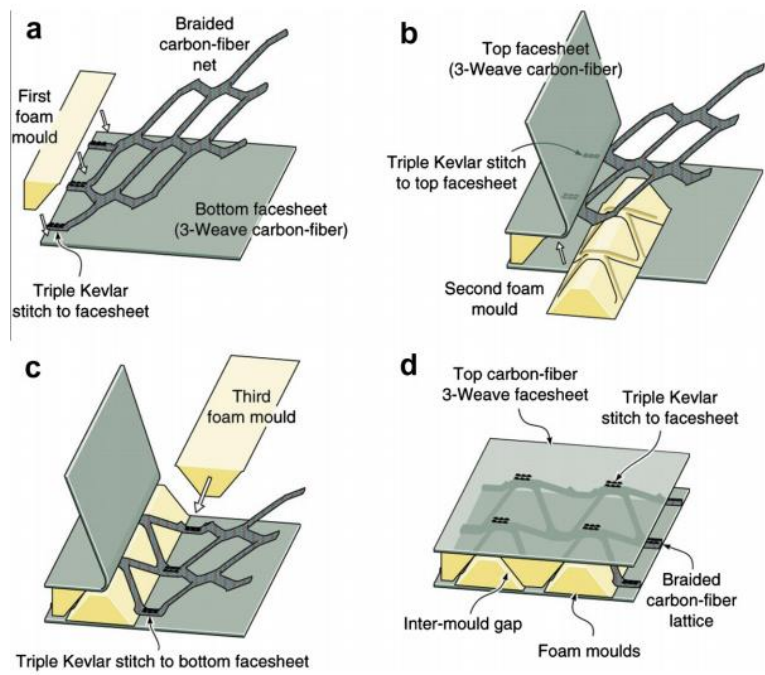 a
Braided
carbon-fiber
net
First
foam
mould
Bottom facesheet
(3-Weave carbon-fiber)
Triple Kevlar
stitch to facesheet
b
Top facesheet
(3-Weave carbon-fiber)
Triple Kevlar stitch
to top facesheet
Second foam
mould
c
Third
foam mould
Triple Kevlar stitch to bottom facesheet
d
Top carbon-fiber
3-Weave facesheet
Triple Kevlar
stitch to facesheet
Inter-mould gap
Foam moulds
Braided
carbon-fiber
lattice